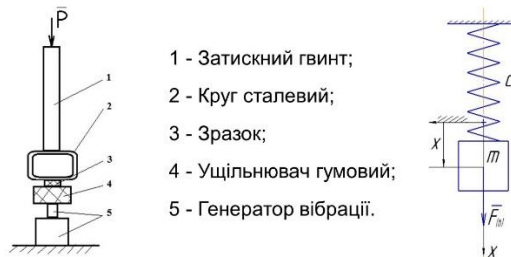 P
1
2
3
4
5
1 - Затискний гвинт;
2 - Круг сталевий;
3 - Зразок;
4 - Ущільнювач гумовий;
5 - Генератор вібрації.
X
m
F(t)
x